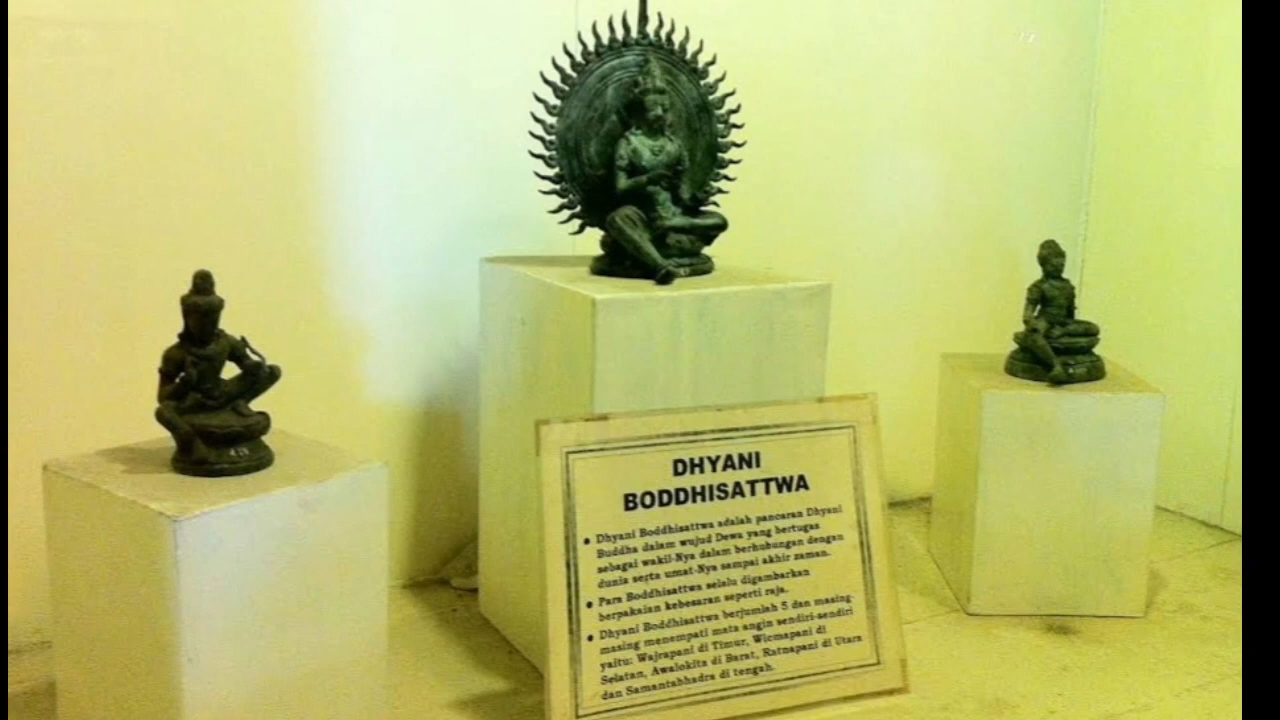 DHYANI
BODDHISATTWA
• Dhyani Boddhisattwa adalah pancaran Dhyani
Buddha dalam wujud Dewa yang bertugas
sebagai wakil-Nya dalam berhubungan dengan
dunia serta umat-Nya sampai akhir zaman.
• Para Boddhisattwa selalu digambarkan
berpakaian kebesaran seperti raja.
• Dhyani Boddhisattwa berjumlah 5 dan masing-
masing menempati mata angin sendiri-sendiri
yaitu: Wajrapani di Timur, Wicmapani di
Selatan, Awalokita di Barat, Ratnapani di Utara
dan Samantabhadra di tengah.